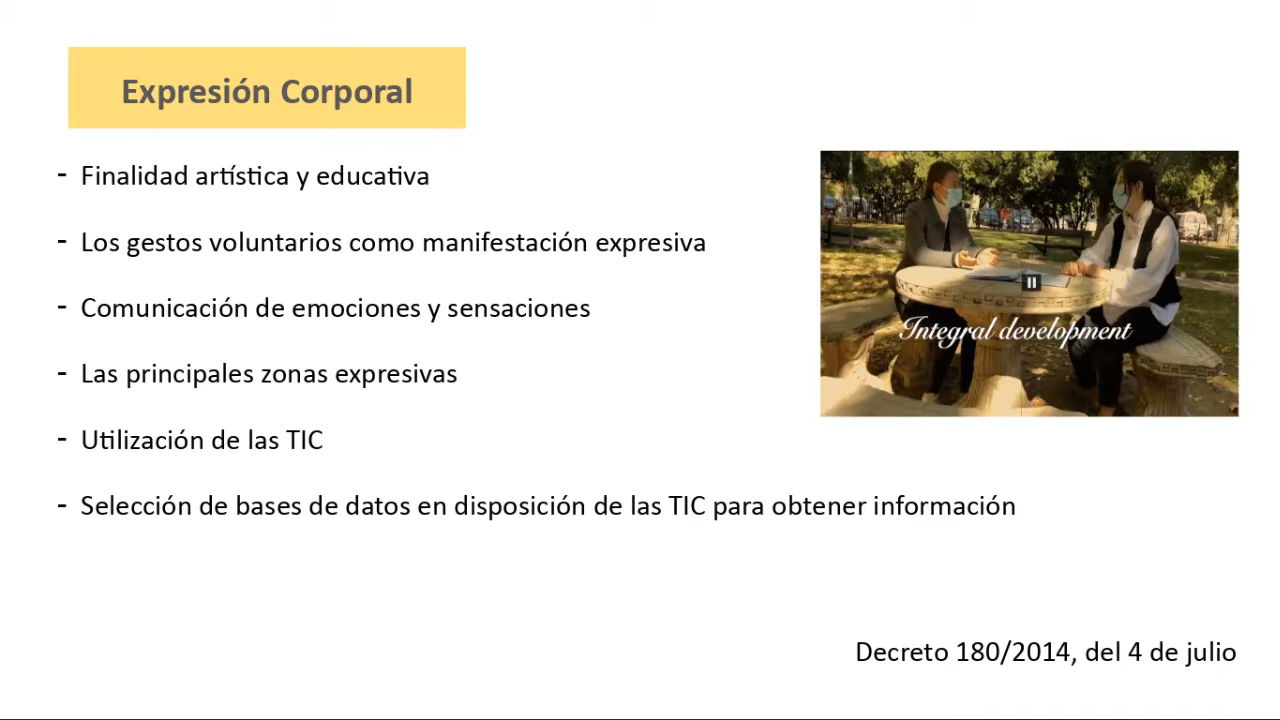 Expresión Corporal
- Finalidad artística y educativa
- Los gestos voluntarios como manifestación expresiva
- Comunicación de emociones y sensaciones
- Las principales zonas expresivas
- Utilización de las TIC
- Selección de bases de datos en disposición de las TIC para obtener información
Integral development
Decreto 180/2014, del 4 de julio